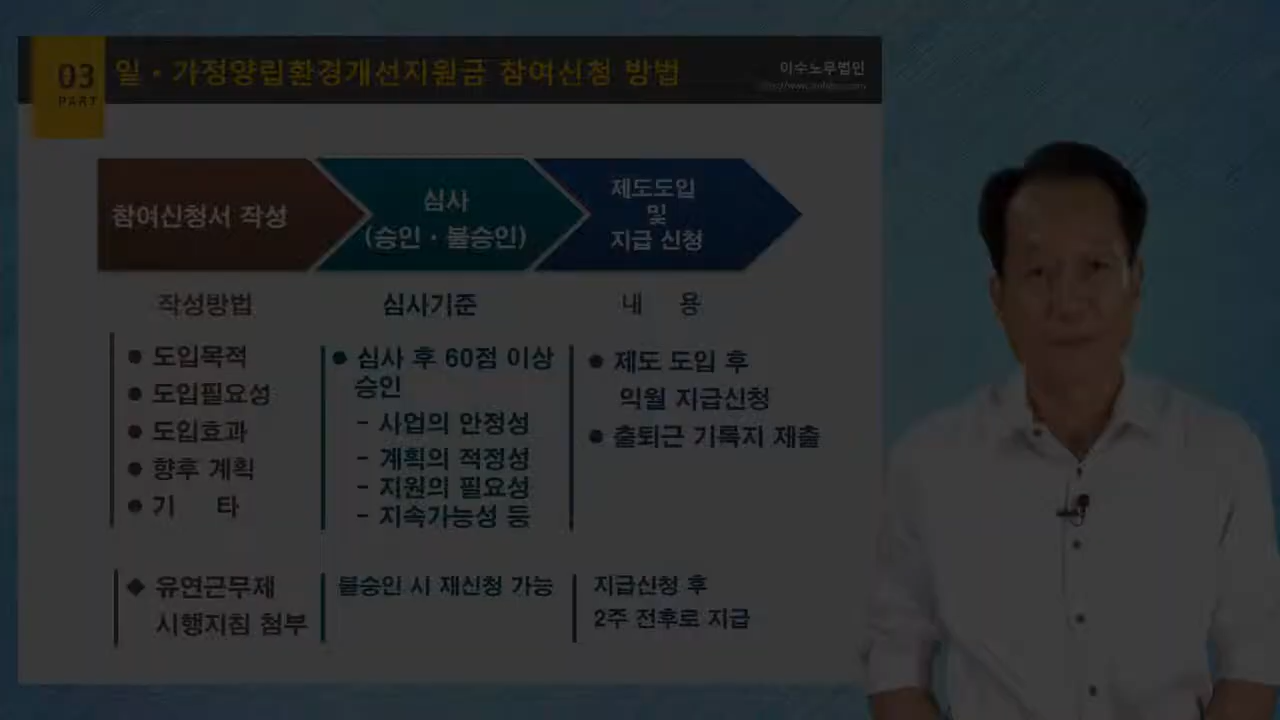 03
PART
일·가정양립환경개선지원금 참여신청 방법
이수노무법인
참여신청서 작성
심사
(승인·불승인)
제도도입
및
지급 신청
작성방법
● 도입목적
● 도입필요성
● 도입효과
● 향후 계획
● 기 타
◆ 유연근무제
시행지침 첨부
심사기준
● 심사 후 60점 이상
승인
- 사업의 안정성
- 계획의 적정성
- 지원의 필요성
- 지속가능성 등
불승인 시 재신청 가능
내 용
● 제도 도입 후
익월 지급신청
● 출퇴근 기록지 제출
지급신청 후
2주 전후로 지급